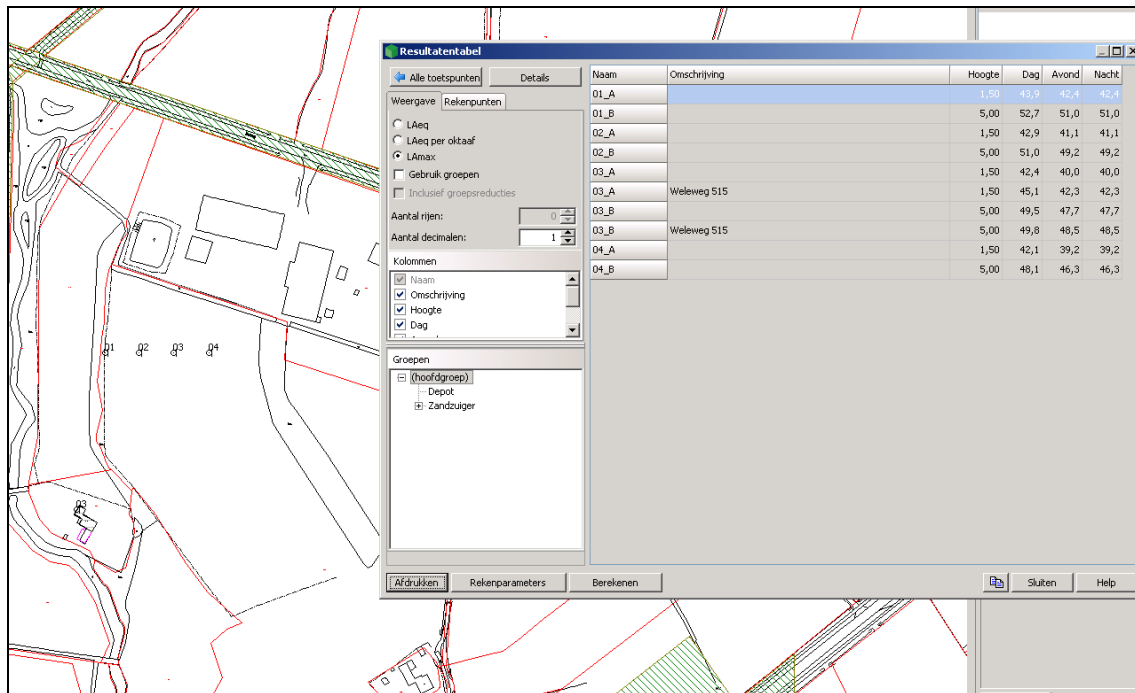 Resultatentabel
Alle toetspunten Details
Weergave Rekenpunten
LAeq
LAeq per oktaaf
LAmax
Gebruik groepen
Inclusief groepsreducties
Aantal rijen: 0
Aantal decimalen: 1
Kolommen
Naam
Omschrijving
Hoogte
Dag
Groepen
(hoofdgroep)
Depot
Zandzuiger
Naam Omschrijving Hoogte Dag Avond Nacht
01_A 1,50 43,9 42,4 42,4
01_B 5,00 52,7 51,0 51,0
02_A 1,50 42,9 41,1 41,1
02_B 5,00 51,0 49,2 49,2
03_A 1,50 42,4 40,0 40,0
03_A Weleweg 515 1,50 45,1 42,3 42,3
03_B 5,00 49,5 47,7 47,7
03_B Weleweg 515 5,00 49,8 48,5 48,5
04_A 1,50 42,1 39,2 39,2
04_B 5,00 48,1 46,3 46,3
Afdrukken Rekenparameters Berekenen Sluiten Help
01 02 03 04
03